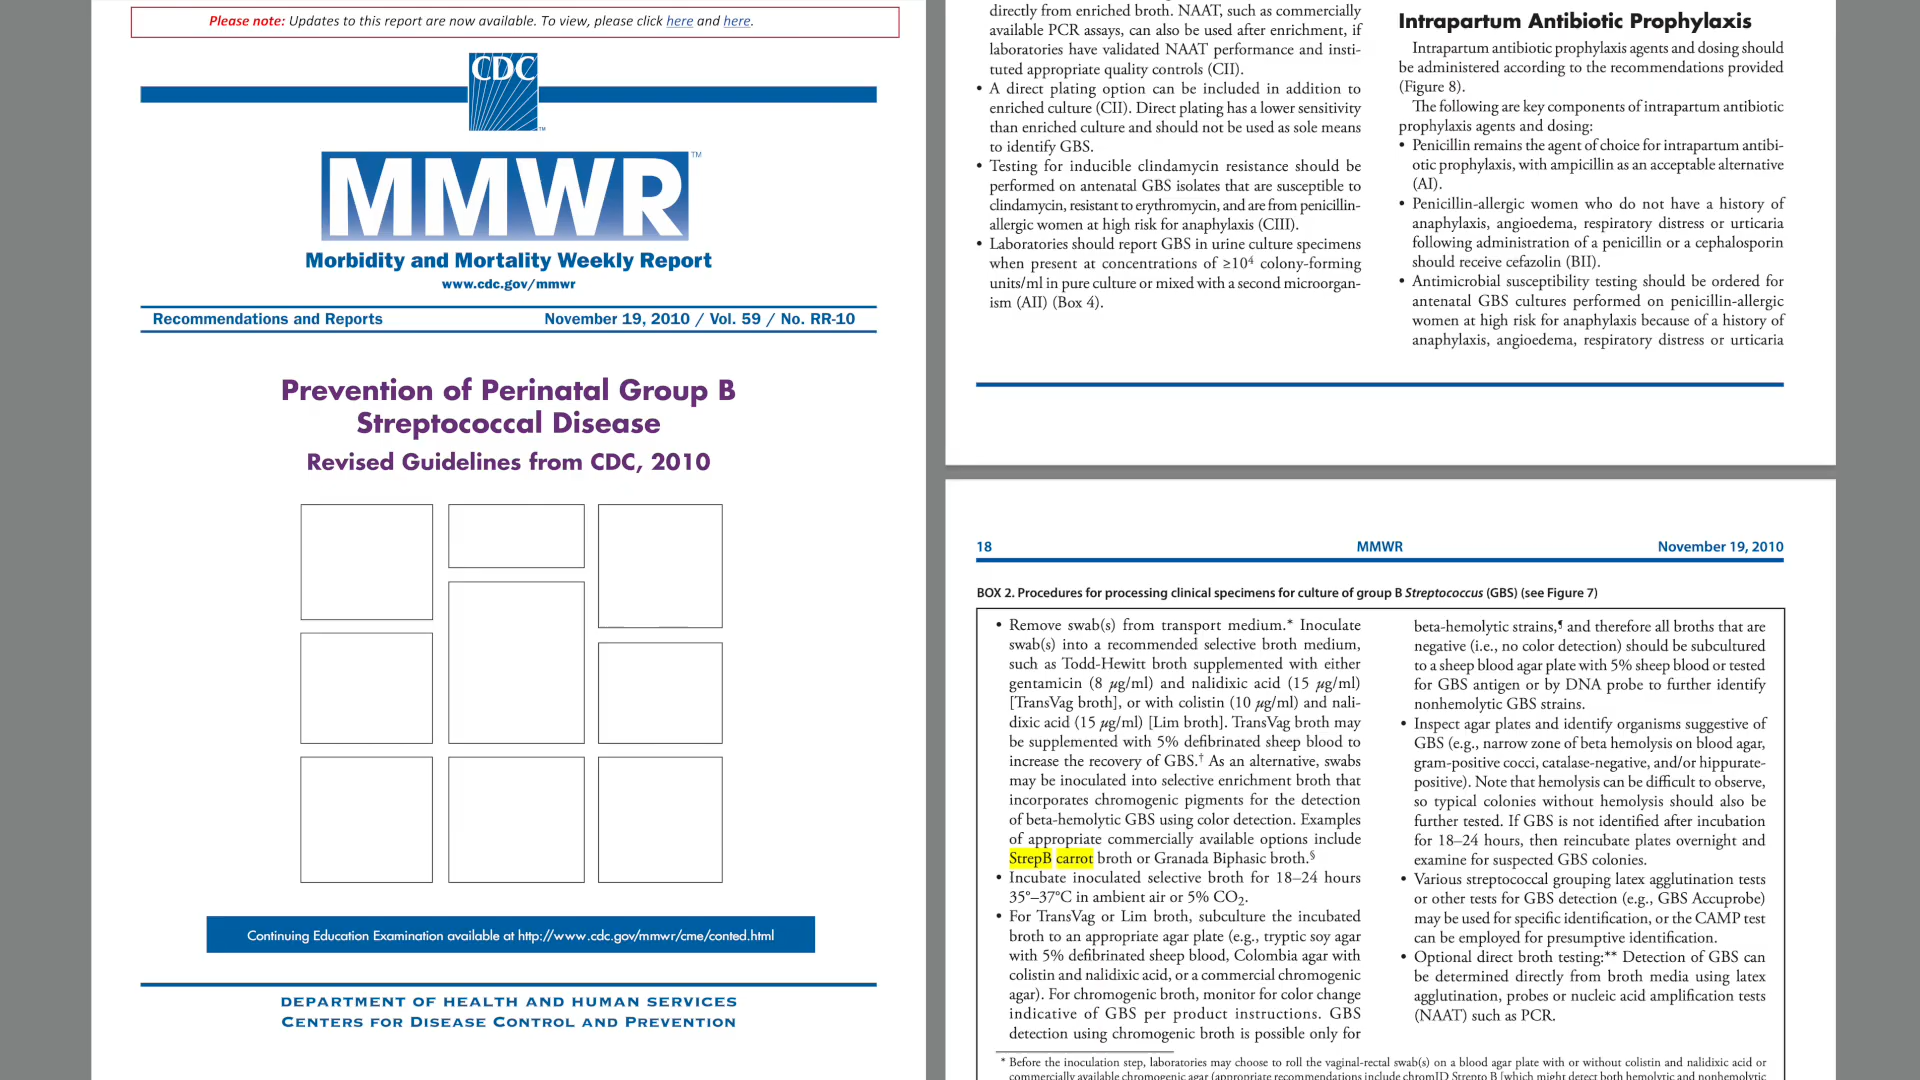 Please note: Updates to this report are now available. To view, please click here and here.
CDC
TM
MMWR
TM
Morbidity and Mortality Weekly Report
www.cdc.gov/mmwr
Recommendations and Reports
November 19, 2010 / Vol. 59 / No. RR-10
Prevention of Perinatal Group B
Streptococcal Disease
Revised Guidelines from CDC, 2010
Continuing Education Examination available at http://www.cdc.gov/mmwr/cme/conted.html
DEPARTMENT OF HEALTH AND HUMAN SERVICES
CENTERS FOR DISEASE CONTROL AND PREVENTION
directly from enriched broth. NAAT, such as commercially
available PCR assays, can also be used after enrichment, if
laboratories have validated NAAT performance and insti-
tuted appropriate quality controls (CII).
• A direct plating option can be included in addition to
enriched culture (CII). Direct plating has a lower sensitivity
than enriched culture and should not be used as sole means
to identify GBS.
• Testing for inducible clindamycin resistance should be
performed on antenatal GBS isolates that are susceptible to
clindamycin, resistant to erythromycin, and are from penicillin-
allergic women at high risk for anaphylaxis (CIII).
• Laboratories should report GBS in urine culture specimens
when present at concentrations of ≥10⁴ colony-forming
units/ml in pure culture or mixed with a second microorgan-
ism (AII) (Box 4).
Intrapartum Antibiotic Prophylaxis
Intrapartum antibiotic prophylaxis agents and dosing should
be administered according to the recommendations provided
(Figure 8).
The following are key components of intrapartum antibiotic
prophylaxis agents and dosing:
• Penicillin remains the agent of choice for intrapartum antibi-
otic prophylaxis, with ampicillin as an acceptable alternative
(AI).
• Penicillin-allergic women who do not have a history of
anaphylaxis, angioedema, respiratory distress or urticaria
following administration of a penicillin or a cephalosporin
should receive cefazolin (BII).
• Antimicrobial susceptibility testing should be ordered for
antenatal GBS cultures performed on penicillin-allergic
women at high risk for anaphylaxis because of a history of
anaphylaxis, angioedema, respiratory distress or urticaria
18
MMWR
November 19, 2010
BOX 2. Procedures for processing clinical specimens for culture of group B Streptococcus (GBS) (see Figure 7)
• Remove swab(s) from transport medium.* Inoculate
swab(s) into a recommended selective broth medium,
such as Todd-Hewitt broth supplemented with either
gentamicin (8 µg/ml) and nalidixic acid (15 µg/ml)
[TransVag broth], or with colistin (10 µg/ml) and nali-
dixic acid (15 µg/ml) [Lim broth]. TransVag broth may
be supplemented with 5% defibrinated sheep blood to
increase the recovery of GBS.† As an alternative, swabs
may be inoculated into selective enrichment broth that
incorporates chromogenic pigments for the detection
of beta-hemolytic GBS using color detection. Examples
of appropriate commercially available options include
StrepB carrot broth or Granada Biphasic broth.§
• Incubate inoculated selective broth for 18–24 hours
35°–37°C in ambient air or 5% CO₂.
• For TransVag or Lim broth, subculture the incubated
broth to an appropriate agar plate (e.g., tryptic soy agar
with 5% defibrinated sheep blood, Colombia agar with
colistin and nalidixic acid, or a commercial chromogenic
agar). For chromogenic broth, monitor for color change
indicative of GBS per product instructions. GBS
detection using chromogenic broth is possible only for
beta-hemolytic strains,¶ and therefore all broths that are
negative (i.e., no color detection) should be subcultured
to a sheep blood agar plate with 5% sheep blood or tested
for GBS antigen or by DNA probe to further identify
nonhemolytic GBS strains.
• Inspect agar plates and identify organisms suggestive of
GBS (e.g., narrow zone of beta hemolysis on blood agar,
gram-positive cocci, catalase-negative, and/or hippurate-
positive). Note that hemolysis can be difficult to observe,
so typical colonies without hemolysis should also be
further tested. If GBS is not identified after incubation
for 18–24 hours, then reincubate plates overnight and
examine for suspected GBS colonies.
• Various streptococcal grouping latex agglutination tests
or other tests for GBS detection (e.g., GBS Accuprobe)
may be used for specific identification, or the CAMP test
can be employed for presumptive identification.
• Optional direct broth testing:** Detection of GBS can
be determined directly from broth media using latex
agglutination, probes or nucleic acid amplification tests
(NAAT) such as PCR.
* Before the inoculation step, laboratories may choose to roll the vaginal-rectal swab(s) on a blood agar plate with or without colistin and nalidixic acid or
commercially available chromogenic agar (appropriate recommendations include chromID Strepto B [which might detect both hemolytic and nonhemolytic